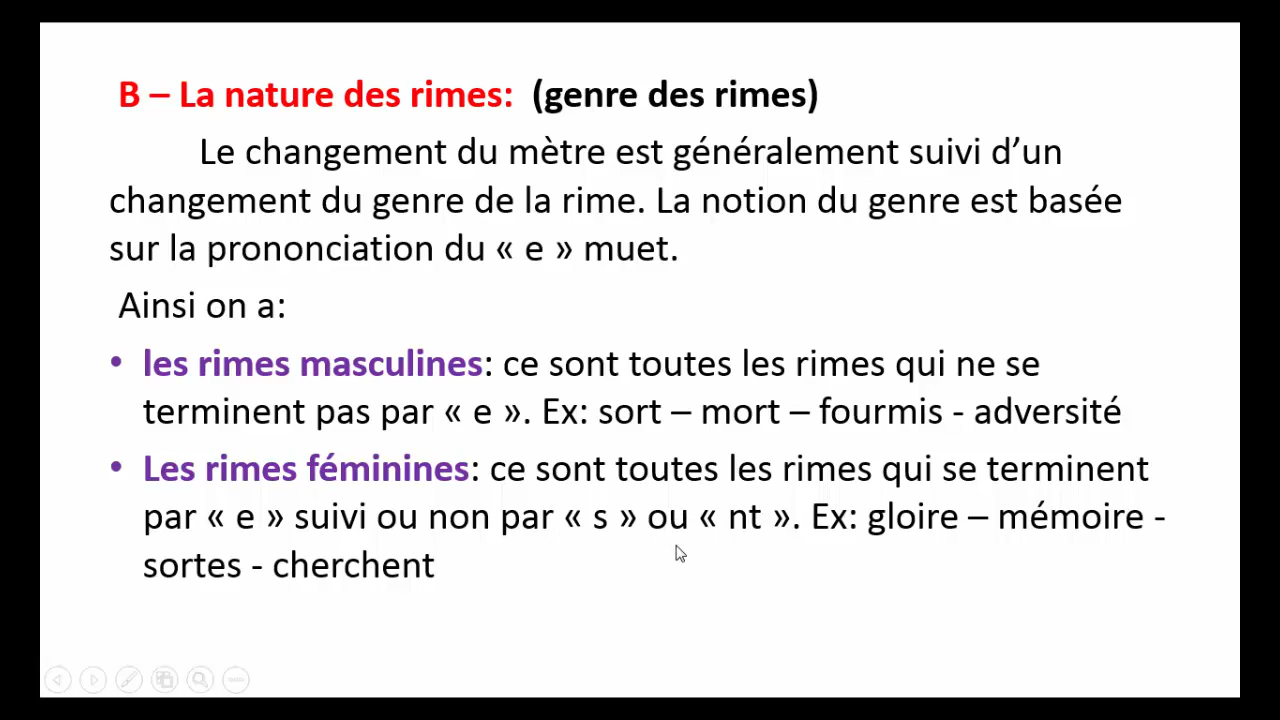 B – La nature des rimes: (genre des rimes)
Le changement du mètre est généralement suivi d’un
changement du genre de la rime. La notion du genre est basée
sur la prononciation du « e » muet.
Ainsi on a:
• les rimes masculines: ce sont toutes les rimes qui ne se
terminent pas par « e ». Ex: sort – mort – fourmis - adversité
• Les rimes féminines: ce sont toutes les rimes qui se terminent
par « e » suivi ou non par « s » ou « nt ». Ex: gloire – mémoire -
sortes - cherchent